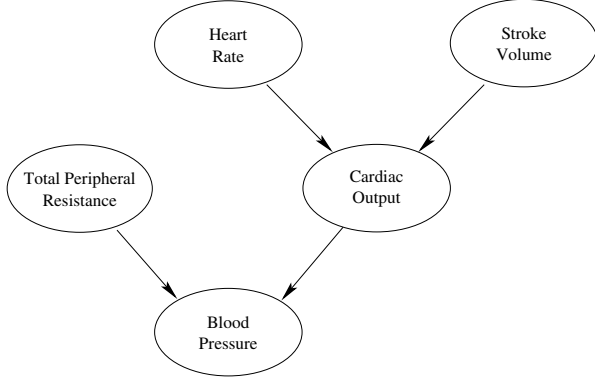 Heart
Rate
Stroke
Volume
Total Peripheral
Resistance
Cardiac
Output
Blood
Pressure